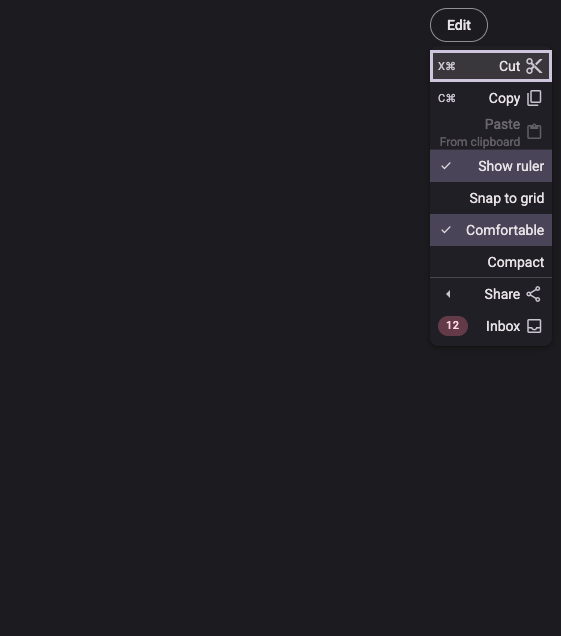 Edit
Cut X⌘
Copy C⌘
Paste
From clipboard
Show ruler
Snap to grid
Comfortable
Compact
Share
Inbox 12